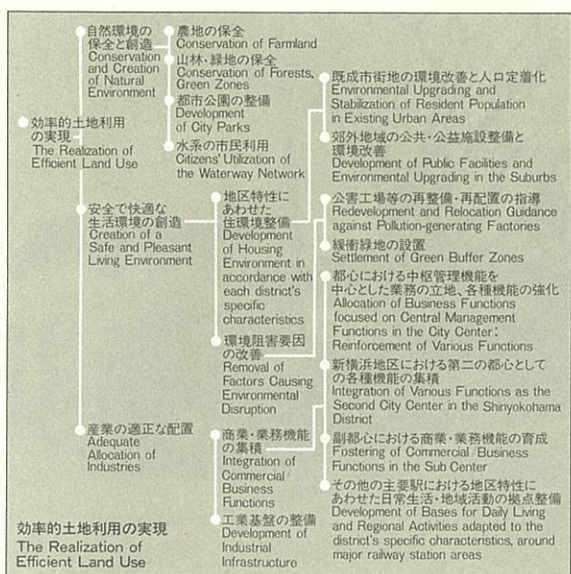 効率的土地利用
の実現
The Realization of
Efficient Land Use
自然環境の
保全と創造
Conservation
and Creation
of Natural
Environment
農地の保全
Conservation of Farmland
山林・緑地の保全
Conservation of Forests,
Green Zones
都市公園の整備
Development
of City Parks
水系の市民利用
Citizens' Utilization of
the Waterway Network
安全で快適な
生活環境の創造
Creation of a
Safe and Pleasant
Living Environment
地区特性に
あわせた
住環境整備
Development
of Housing
Environment in
accordance with
each district's
specific
characteristics
既成市街地の環境改善と人口定着化
Environmental Upgrading and
Stabilization of Resident Population
in Existing Urban Areas
郊外地域の公共・公益施設整備と
環境改善
Development of Public Facilities and
Environmental Upgrading in the Suburbs
環境阻害要因
の改善
Removal of
Factors Causing
Environmental
Disruption
公害工場等の再整備・再配置の指導
Redevelopment and Relocation Guidance
against Pollution-generating Factories
緩衝緑地の設置
Settlement of Green Buffer Zones
産業の適正な配置
Adequate
Allocation of
Industries
商業・業務機能
の集積
Integration of
Commercial/
Business
Functions
都心における中枢管理機能を
中心とした業務の立地、各種機能の強化
Allocation of Business Functions
focused on Central Management
Functions in the City Center:
Reinforcement of Various Functions
新横浜地区における第二の都心として
の各種機能の集積
Integration of Various Functions as the
Second City Center in the Shinyokohama
District
副都心における商業・業務機能の育成
Fostering of Commercial/Business
Functions in the Sub Center
その他の主要駅における地区特性に
あわせた日常生活・地域活動の拠点整備
Development of Bases for Daily Living
and Regional Activities adapted to the
district's specific characteristics, around
major railway station areas
工業基盤の整備
Development of
Industrial
Infrastructure
効率的土地利用の実現
The Realization of
Efficient Land Use